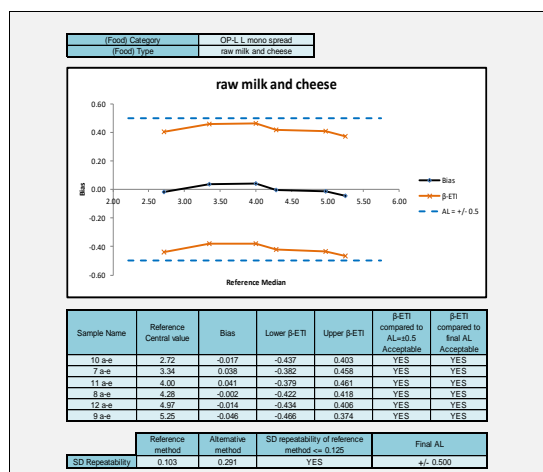 (Food) Category OP-L L mono spread
(Food) Type raw milk and cheese
raw milk and cheese
0.60
0.40
0.20
0.00
-0.20
-0.40
-0.60
2.00 2.50 3.00 3.50 4.00 4.50 5.00 5.50 6.00
Bias
Reference Median
Bias
β-ETI
AL = +/- 0.5
Sample Name Reference Central value Bias Lower β-ETI Upper β-ETI β-ETI compared to AL=±0.5 Acceptable β-ETI compared to final AL Acceptable
10 a-e 2.72 -0.017 -0.437 0.403 YES YES
7 a-e 3.34 0.038 -0.382 0.458 YES YES
11 a-e 4.00 0.041 -0.379 0.461 YES YES
8 a-e 4.28 -0.002 -0.422 0.418 YES YES
12 a-e 4.97 -0.014 -0.434 0.406 YES YES
9 a-e 5.25 -0.046 -0.466 0.374 YES YES
Reference method Alternative method SD repeatability of reference method <= 0.125 Final AL
SD Repeatability 0.103 0.291 YES +/- 0.500